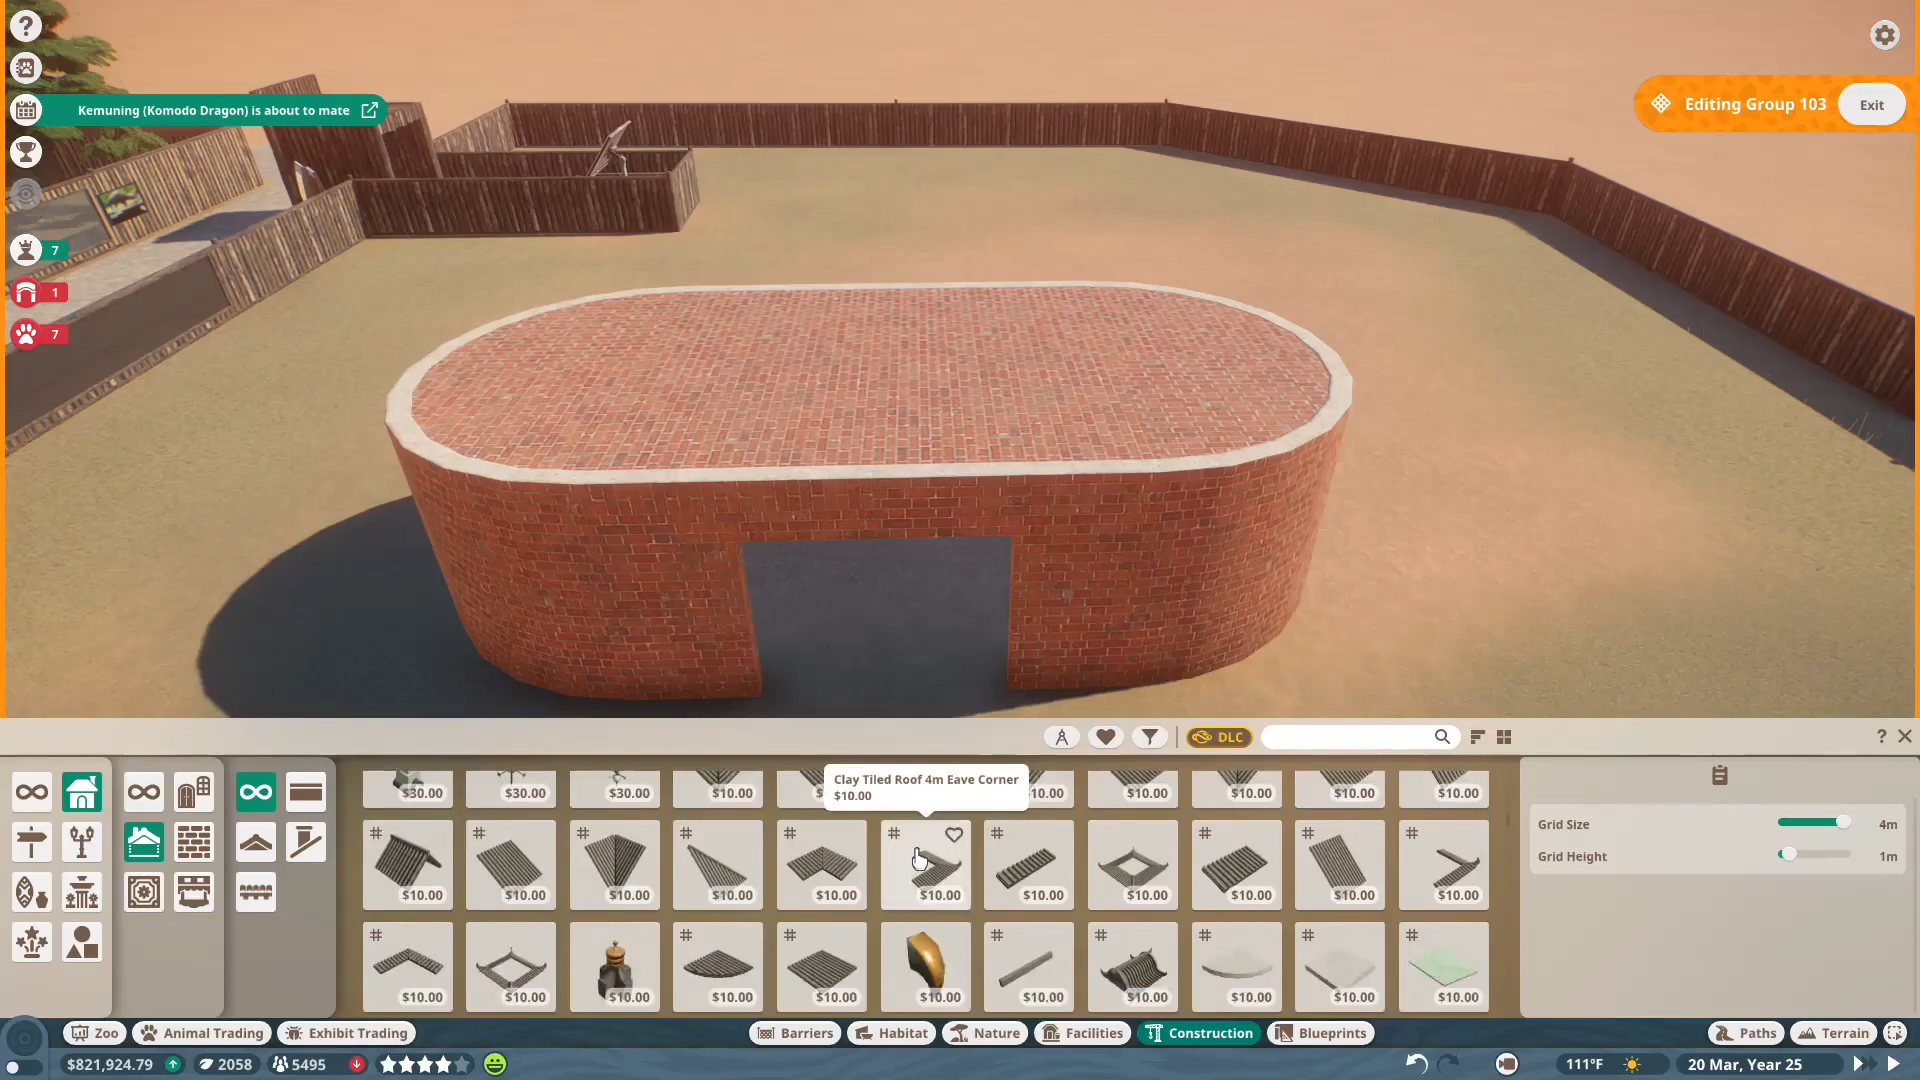 ?
Kemuning (Komodo Dragon) is about to mate
Editing Group 103
Exit
7
1
7
DLC
?
Clay Tiled Roof 4m Eave Corner
$10.00
$30.00 $30.00 $30.00 $10.00 $10.00 $10.00 $10.00 $10.00
$10.00 $10.00 $10.00 $10.00 $10.00 $10.00 $10.00 $10.00 $10.00 $10.00 $10.00
$10.00 $10.00 $10.00 $10.00 $10.00 $10.00 $10.00 $10.00 $10.00 $10.00 $10.00
Grid Size 4m
Grid Height 1m
Zoo Animal Trading Exhibit Trading Barriers Habitat Nature Facilities Construction Blueprints Paths Terrain
$821,924.79 2058 5495 111°F 20 Mar, Year 25